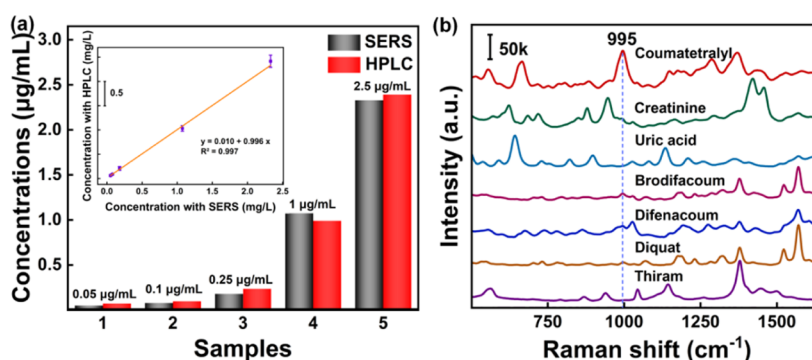 (a)
Concentrations (μg/mL)
3.0
2.5
2.0
1.5
1.0
0.5
SERS
HPLC
Concentration with HPLC (mg/L)
0.5
y = 0.010 + 0.996 x
R² = 0.997
0.0 0.5 1.0 1.5 2.0 2.5
Concentration with SERS (mg/L)
0.05 μg/mL
0.1 μg/mL
0.25 μg/mL
1 μg/mL
2.5 μg/mL
1 2 3 4 5
Samples
(b)
Intensity (a.u.)
50k
995
Coumatetralyl
Creatinine
Uric acid
Brodifacoum
Difenacoum
Diquat
Thiram
750 1000 1250 1500
Raman shift (cm⁻¹)